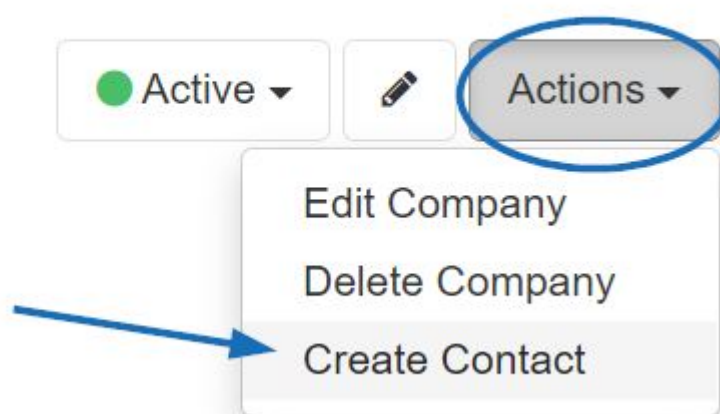 Active
Actions
Edit Company
Delete Company
Create Contact